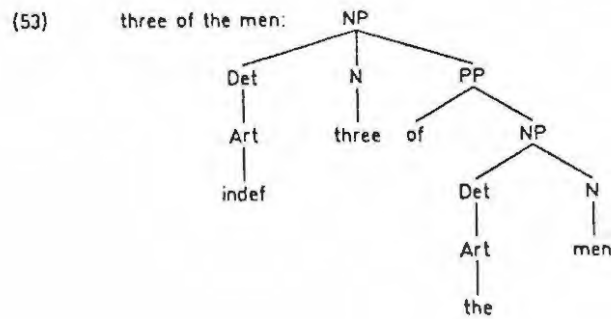 (53) three of the men: NP
Det N PP
Art three of NP
indef Det N
Art men
the